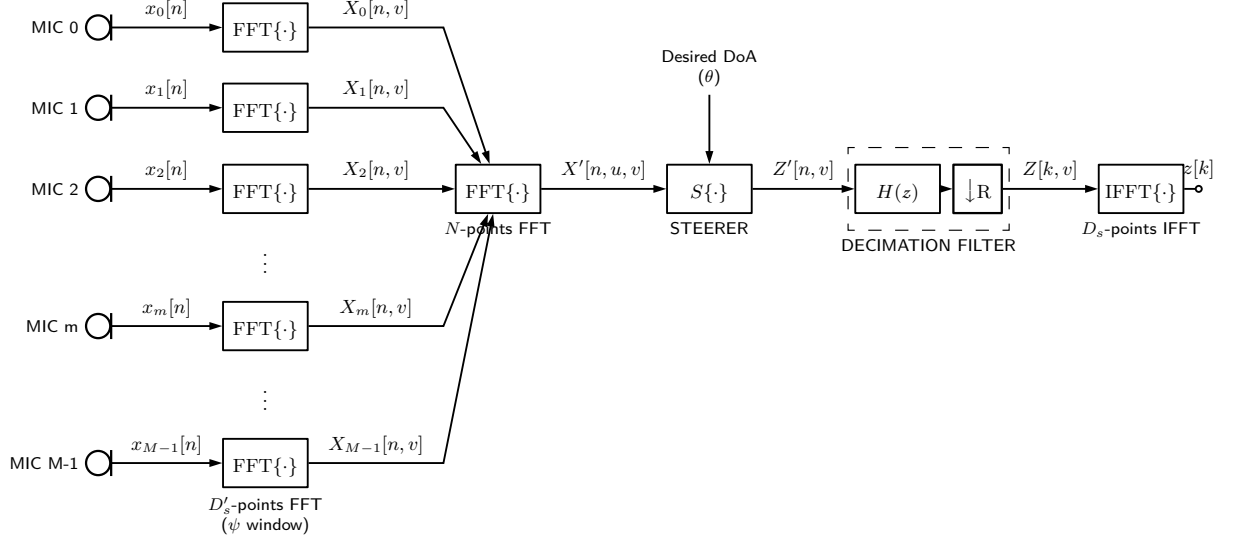 MIC 0 x_0[n] FFT{·} X_0[n, v]
MIC 1 x_1[n] FFT{·} X_1[n, v]
Desired DoA
(θ)
MIC 2 x_2[n] FFT{·} X_2[n, v] FFT{·} X'[n, u, v] S{·} Z'[n, v] H(z) ↓R Z[k, v] IFFT{·} z[k]
N-points FFT STEERER D_s-points IFFT
DECIMATION FILTER
⋮
MIC m x_m[n] FFT{·} X_m[n, v]
⋮
MIC M-1 x_{M−1}[n] FFT{·} X_{M−1}[n, v]
D'_s-points FFT
(ψ window)